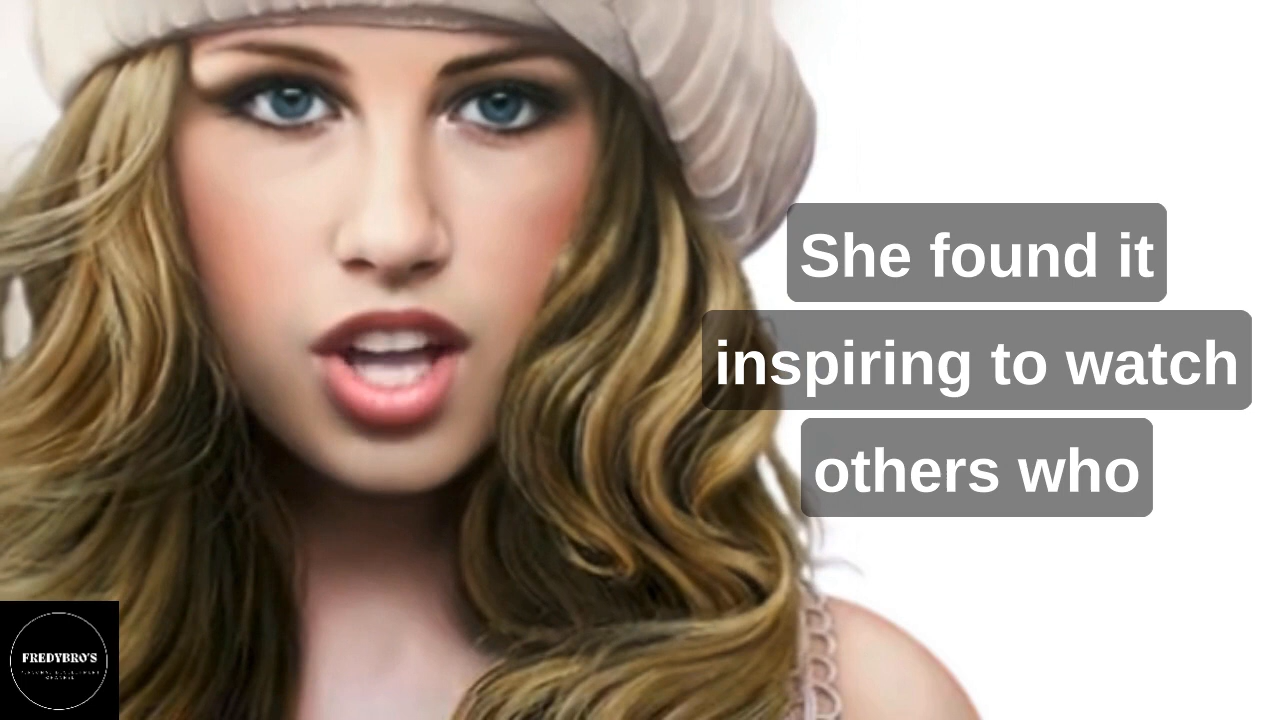 She found it
inspiring to watch
others who
FREDYBRO'S